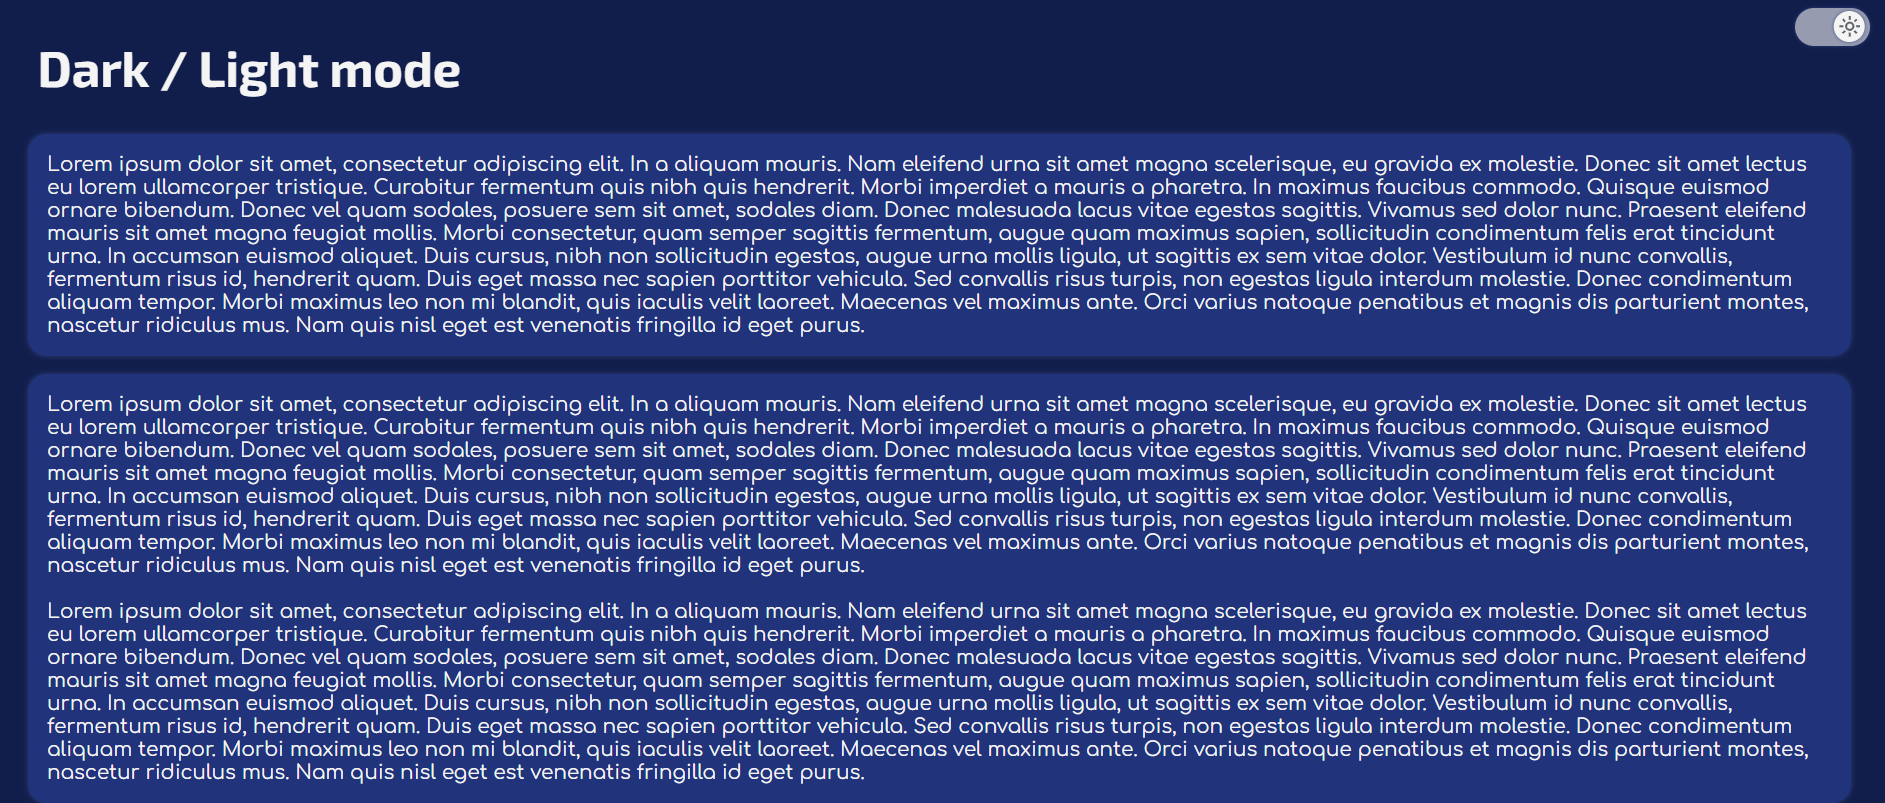 Dark / Light mode
Lorem ipsum dolor sit amet, consectetur adipiscing elit. In a aliquam mauris. Nam eleifend urna sit amet magna scelerisque, eu gravida ex molestie. Donec sit amet lectus
eu lorem ullamcorper tristique. Curabitur fermentum quis nibh quis hendrerit. Morbi imperdiet a mauris a pharetra. In maximus faucibus commodo. Quisque euismod
ornare bibendum. Donec vel quam sodales, posuere sem sit amet, sodales diam. Donec malesuada lacus vitae egestas sagittis. Vivamus sed dolor nunc. Praesent eleifend
mauris sit amet magna feugiat mollis. Morbi consectetur, quam semper sagittis fermentum, augue quam maximus sapien, sollicitudin condimentum felis erat tincidunt
urna. In accumsan euismod aliquet. Duis cursus, nibh non sollicitudin egestas, augue urna mollis ligula, ut sagittis ex sem vitae dolor. Vestibulum id nunc convallis,
fermentum risus id, hendrerit quam. Duis eget massa nec sapien porttitor vehicula. Sed convallis risus turpis, non egestas ligula interdum molestie. Donec condimentum
aliquam tempor. Morbi maximus leo non mi blandit, quis iaculis velit laoreet. Maecenas vel maximus ante. Orci varius natoque penatibus et magnis dis parturient montes,
nascetur ridiculus mus. Nam quis nisl eget est venenatis fringilla id eget purus.
Lorem ipsum dolor sit amet, consectetur adipiscing elit. In a aliquam mauris. Nam eleifend urna sit amet magna scelerisque, eu gravida ex molestie. Donec sit amet lectus
eu lorem ullamcorper tristique. Curabitur fermentum quis nibh quis hendrerit. Morbi imperdiet a mauris a pharetra. In maximus faucibus commodo. Quisque euismod
ornare bibendum. Donec vel quam sodales, posuere sem sit amet, sodales diam. Donec malesuada lacus vitae egestas sagittis. Vivamus sed dolor nunc. Praesent eleifend
mauris sit amet magna feugiat mollis. Morbi consectetur, quam semper sagittis fermentum, augue quam maximus sapien, sollicitudin condimentum felis erat tincidunt
urna. In accumsan euismod aliquet. Duis cursus, nibh non sollicitudin egestas, augue urna mollis ligula, ut sagittis ex sem vitae dolor. Vestibulum id nunc convallis,
fermentum risus id, hendrerit quam. Duis eget massa nec sapien porttitor vehicula. Sed convallis risus turpis, non egestas ligula interdum molestie. Donec condimentum
aliquam tempor. Morbi maximus leo non mi blandit, quis iaculis velit laoreet. Maecenas vel maximus ante. Orci varius natoque penatibus et magnis dis parturient montes,
nascetur ridiculus mus. Nam quis nisl eget est venenatis fringilla id eget purus.
Lorem ipsum dolor sit amet, consectetur adipiscing elit. In a aliquam mauris. Nam eleifend urna sit amet magna scelerisque, eu gravida ex molestie. Donec sit amet lectus
eu lorem ullamcorper tristique. Curabitur fermentum quis nibh quis hendrerit. Morbi imperdiet a mauris a pharetra. In maximus faucibus commodo. Quisque euismod
ornare bibendum. Donec vel quam sodales, posuere sem sit amet, sodales diam. Donec malesuada lacus vitae egestas sagittis. Vivamus sed dolor nunc. Praesent eleifend
mauris sit amet magna feugiat mollis. Morbi consectetur, quam semper sagittis fermentum, augue quam maximus sapien, sollicitudin condimentum felis erat tincidunt
urna. In accumsan euismod aliquet. Duis cursus, nibh non sollicitudin egestas, augue urna mollis ligula, ut sagittis ex sem vitae dolor. Vestibulum id nunc convallis,
fermentum risus id, hendrerit quam. Duis eget massa nec sapien porttitor vehicula. Sed convallis risus turpis, non egestas ligula interdum molestie. Donec condimentum
aliquam tempor. Morbi maximus leo non mi blandit, quis iaculis velit laoreet. Maecenas vel maximus ante. Orci varius natoque penatibus et magnis dis parturient montes,
nascetur ridiculus mus. Nam quis nisl eget est venenatis fringilla id eget purus.